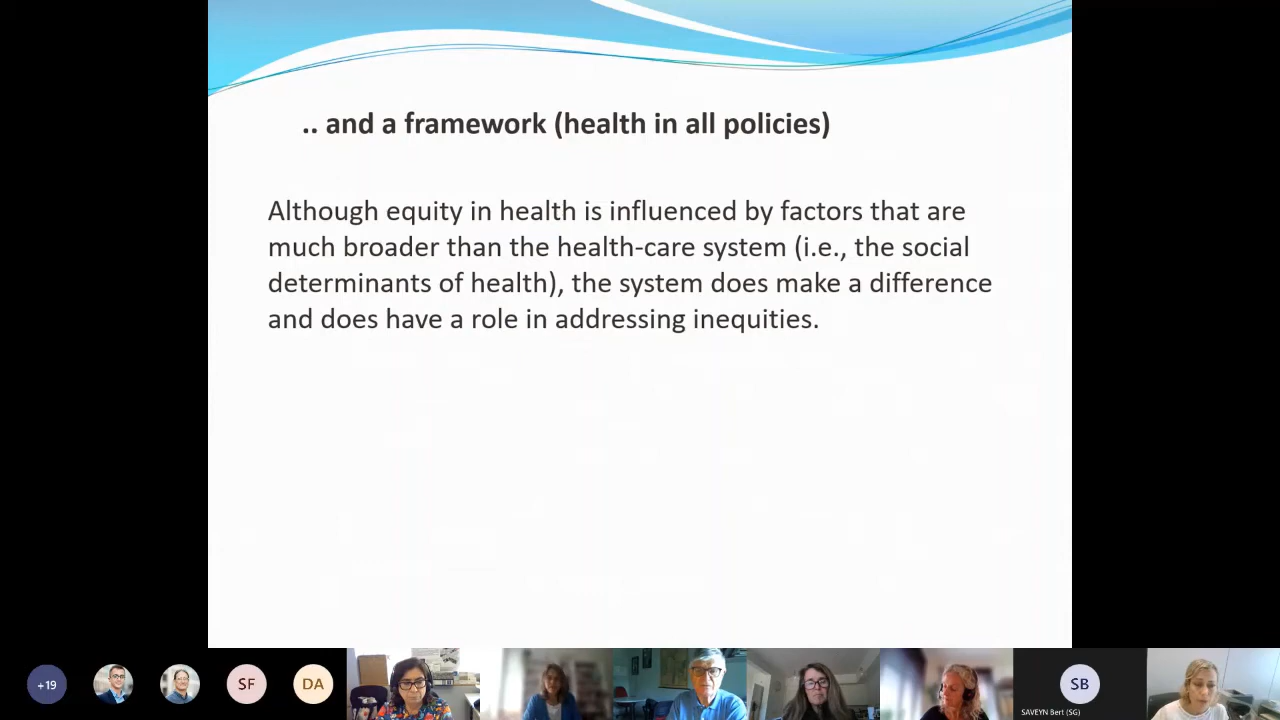 .. and a framework (health in all policies)
Although equity in health is influenced by factors that are
much broader than the health-care system (i.e., the social
determinants of health), the system does make a difference
and does have a role in addressing inequities.
+19
SF
DA
SB
SAVEYN Bert (SG)